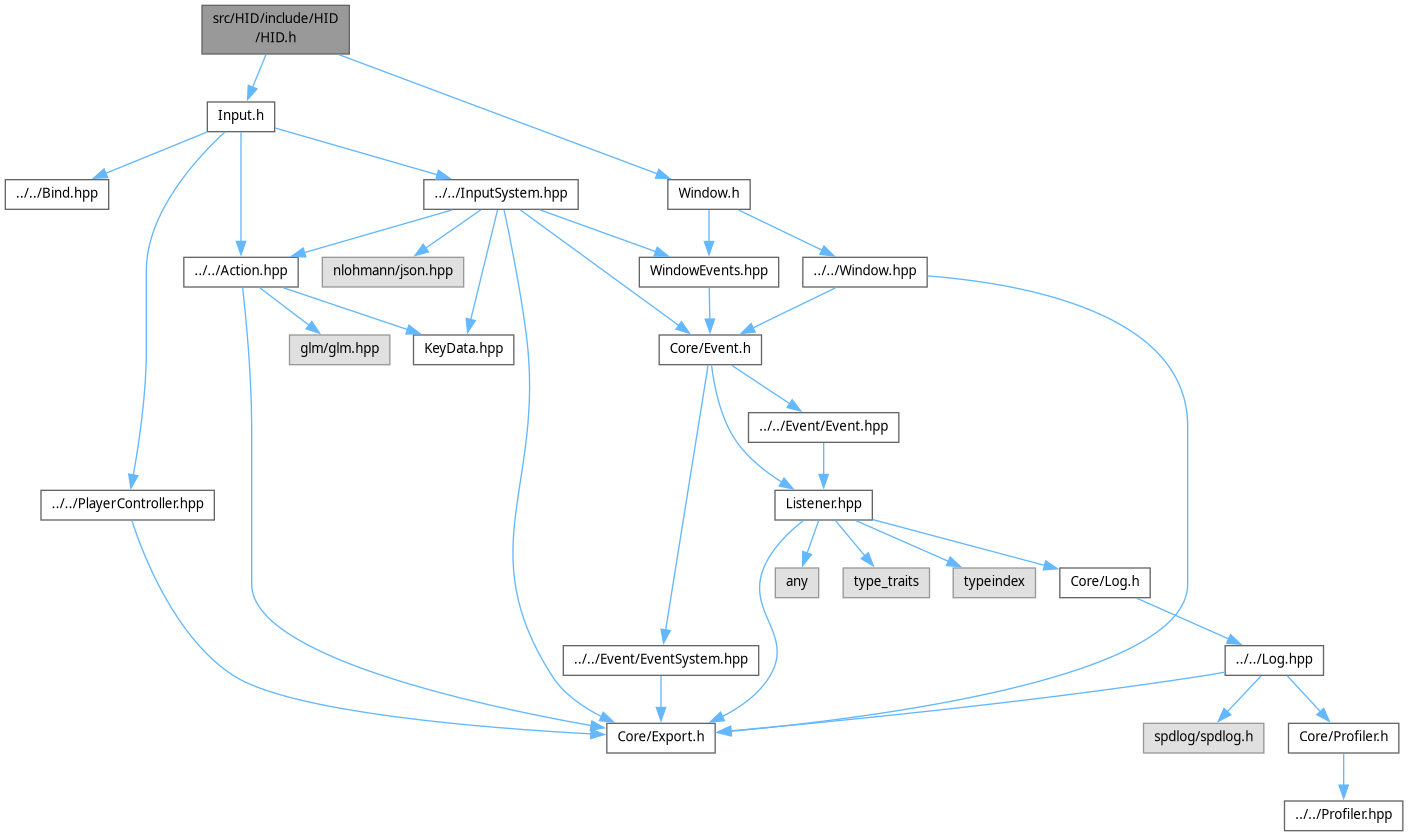 src/HID/include/HID
/HID.h
Input.h
../../Bind.hpp
../../InputSystem.hpp
Window.h
../../Action.hpp
nlohmann/json.hpp
WindowEvents.hpp
../../Window.hpp
glm/glm.hpp
KeyData.hpp
Core/Event.h
../../Event/Event.hpp
../../PlayerController.hpp
Listener.hpp
any
type_traits
typeindex
Core/Log.h
../../Event/EventSystem.hpp
../../Log.hpp
Core/Export.h
spdlog/spdlog.h
Core/Profiler.h
../../Profiler.hpp